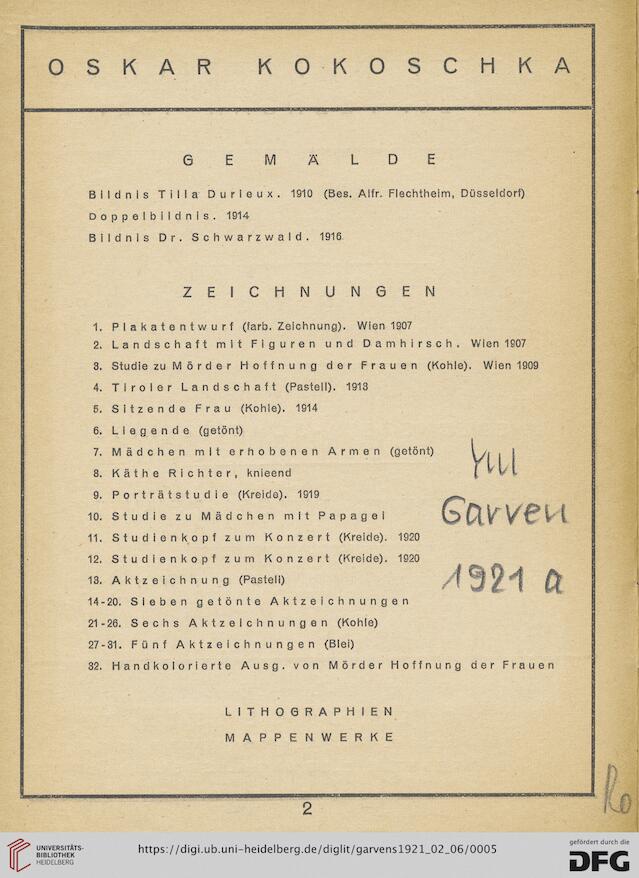 OSKAR KOKOSCHKA
GEMÄLDE
Bildnis Tilla Durieux. 1910 (Bes. Alfr. Flechtheim, Düsseldorf)
Doppelbildnis. 1914
Bildnis Dr. Schwarzwald. 1916
ZEICHNUNGEN
1. Plakatentwurf (farb. Zeichnung). Wien 1907
2. Landschaft mit Figuren und Damhirsch. Wien 1907
3. Studie zu Mörder Hoffnung der Frauen (Kohle). Wien 1909
4. Tiroler Landschaft (Pastell). 1913
5. Sitzende Frau (Kohle). 1914
6. Liegende (getönt)
7. Mädchen mit erhobenen Armen (getönt)
8. Käthe Richter, knieend
9. Porträtstudie (Kreide). 1919
10. Studie zu Mädchen mit Papagei
11. Studienkopf zum Konzert (Kreide). 1920
12. Studienkopf zum Konzert (Kreide). 1920
13. Aktzeichnung (Pastell)
14-20. Sieben getönte Aktzeichnungen
21-26. Sechs Aktzeichnungen (Kohle)
27-31. Fünf Aktzeichnungen (Blei)
32. Handkolorierte Ausg. von Mörder Hoffnung der Frauen
VIII
Garven
1921 a
LITHOGRAPHIEN
MAPPENWERKE
2
Ro
UNIVERSITÄTS-
BIBLIOTHEK
HEIDELBERG
https://digi.ub.uni-heidelberg.de/diglit/garvens1921_02_06/0005
gefördert durch die
DFG